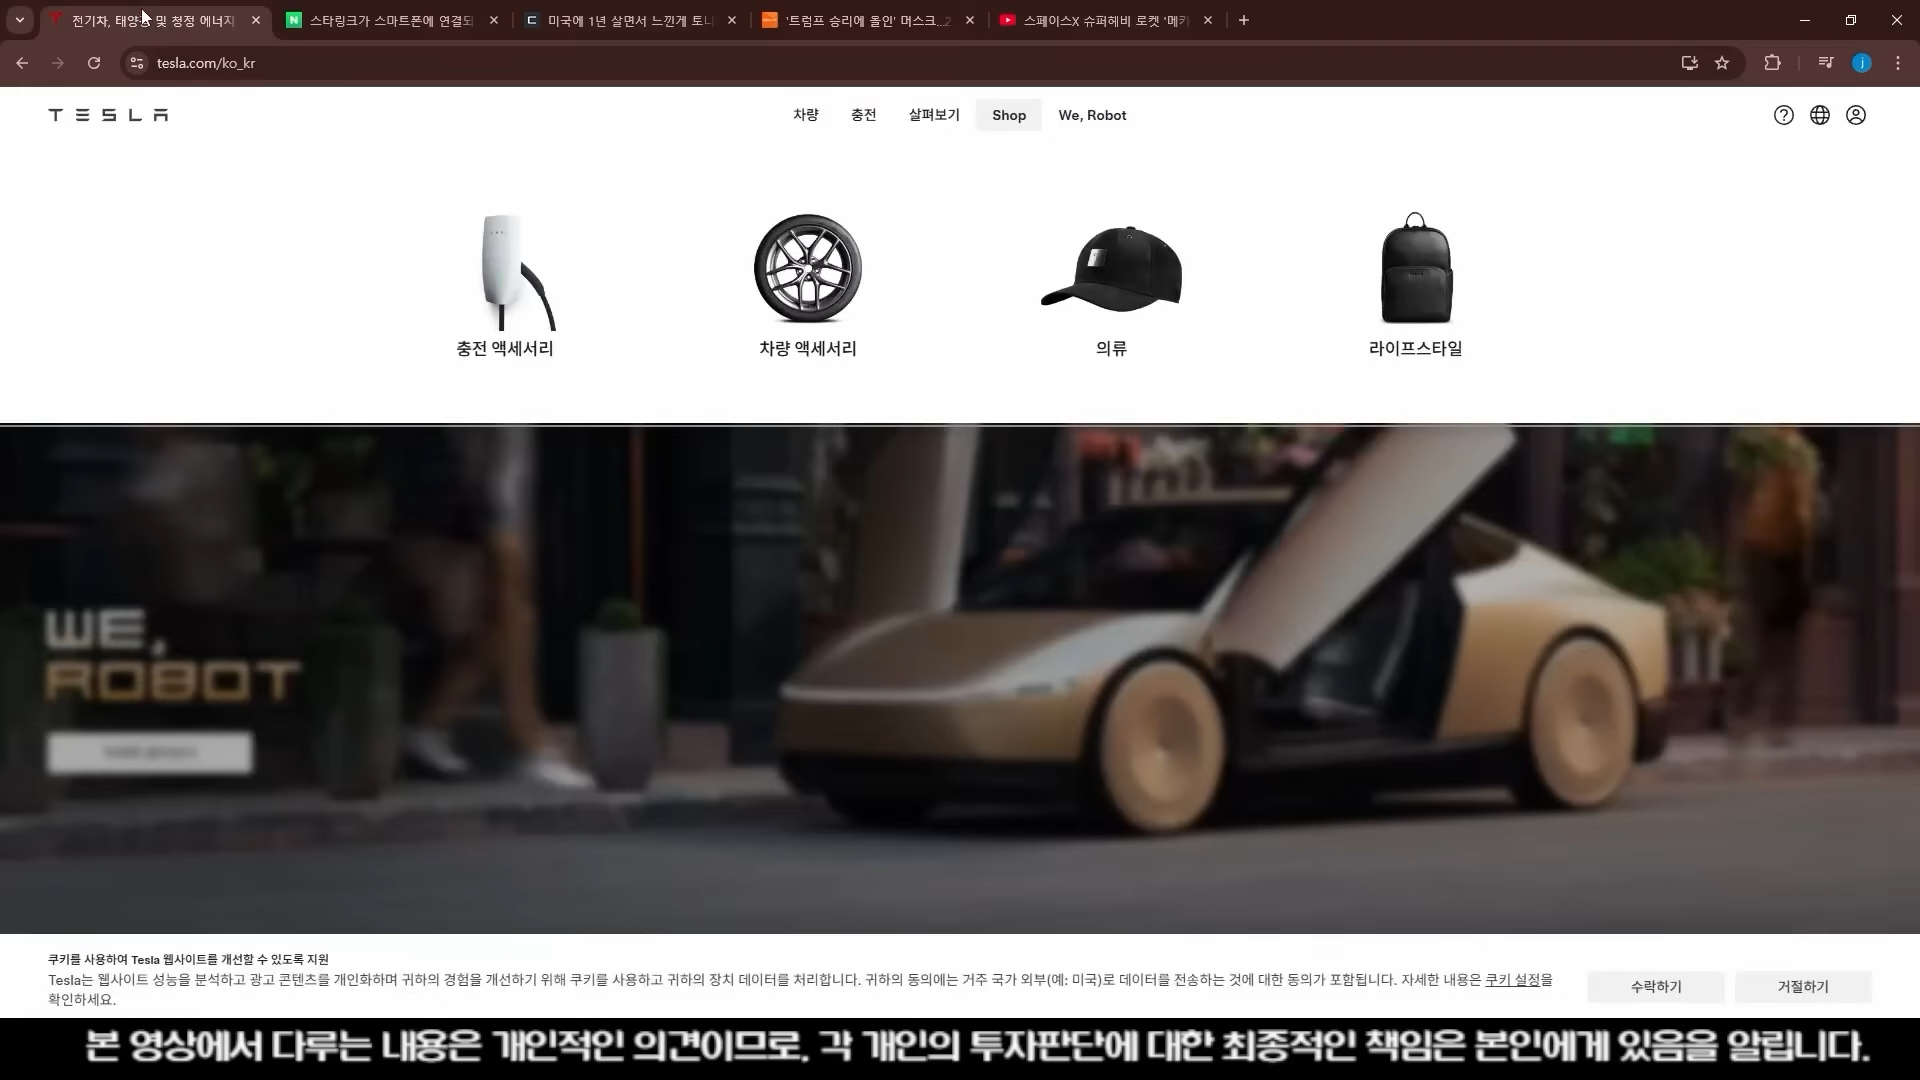 전기차, 태양광 및 청정 에너지
스타링크가 스마트폰에 연결되
미국에 1년 살면서 느낀게 토니
'트럼프 승리에 올인' 머스크...2
스페이스X 슈퍼헤비 로켓 '메카
tesla.com/ko_kr
j
TESLA
차량
충전
살펴보기
Shop
We, Robot
충전 액세서리
차량 액세서리
의류
라이프스타일
WE,
ROBOT
쿠키를 사용하여 Tesla 웹사이트를 개선할 수 있도록 지원
Tesla는 웹사이트 성능을 분석하고 광고 콘텐츠를 개인화하며 귀하의 경험을 개선하기 위해 쿠키를 사용하고 귀하의 장치 데이터를 처리합니다. 귀하의 동의에는 거주 국가 외부(예: 미국)로 데이터를 전송하는 것에 대한 동의가 포함됩니다. 자세한 내용은 쿠키 설정을
확인하세요.
수락하기
거절하기
본 영상에서 다루는 내용은 개인적인 의견이므로, 각 개인의 투자판단에 대한 최종적인 책임은 본인에게 있음을 알립니다.